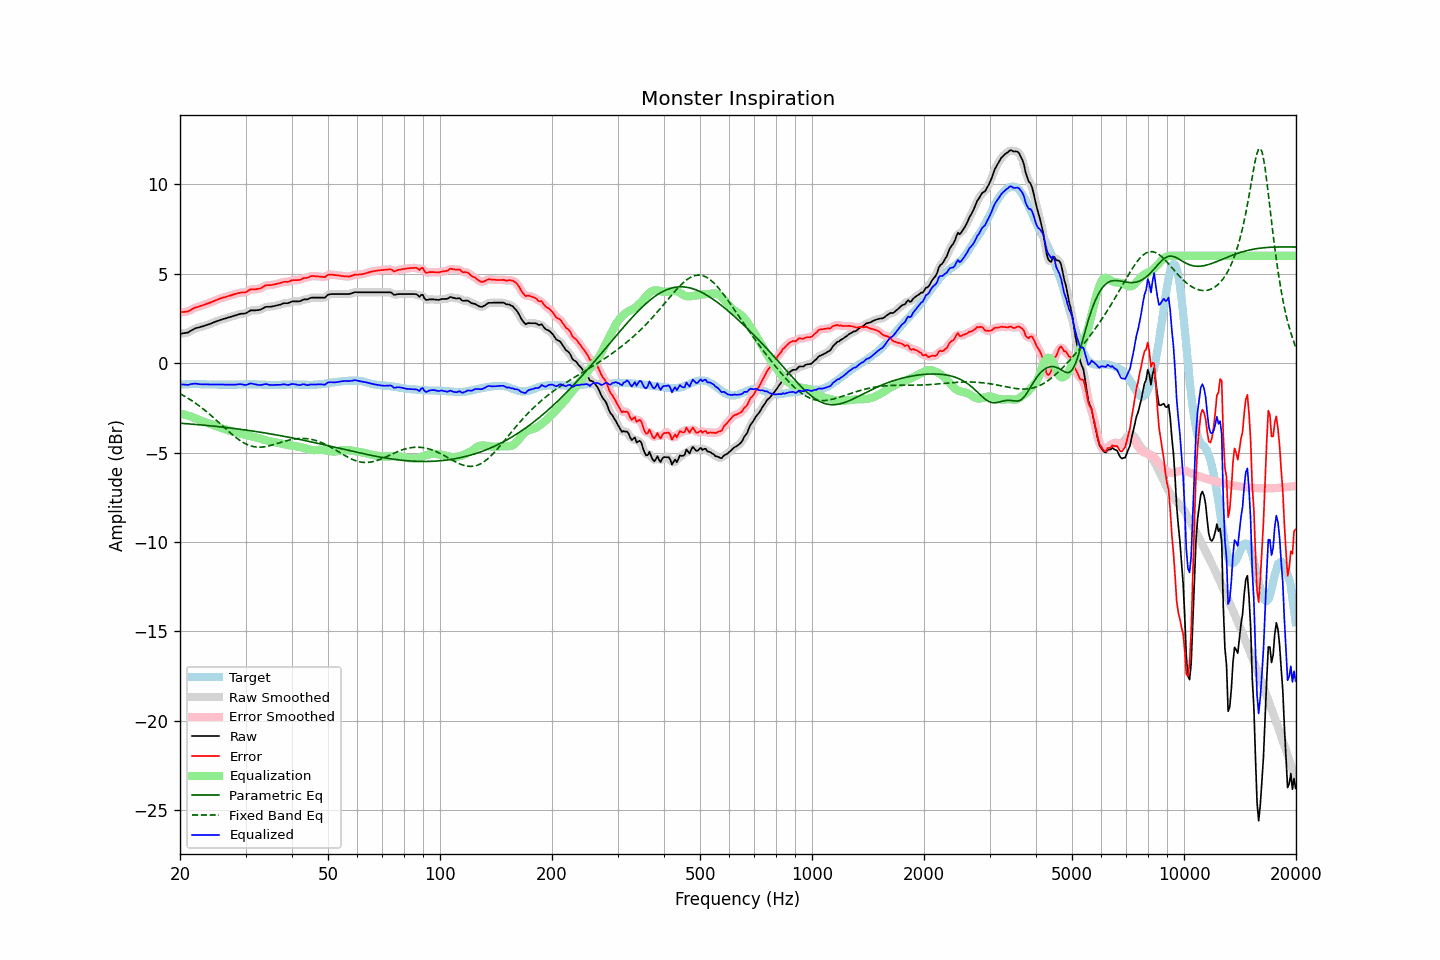 Monster Inspiration
Amplitude (dBr)
10
5
0
−5
−10
−15
−20
−25
Target
Raw Smoothed
Error Smoothed
Raw
Error
Equalization
Parametric Eq
Fixed Band Eq
Equalized
20 50 100 200 500 1000 2000 5000 10000 20000
Frequency (Hz)